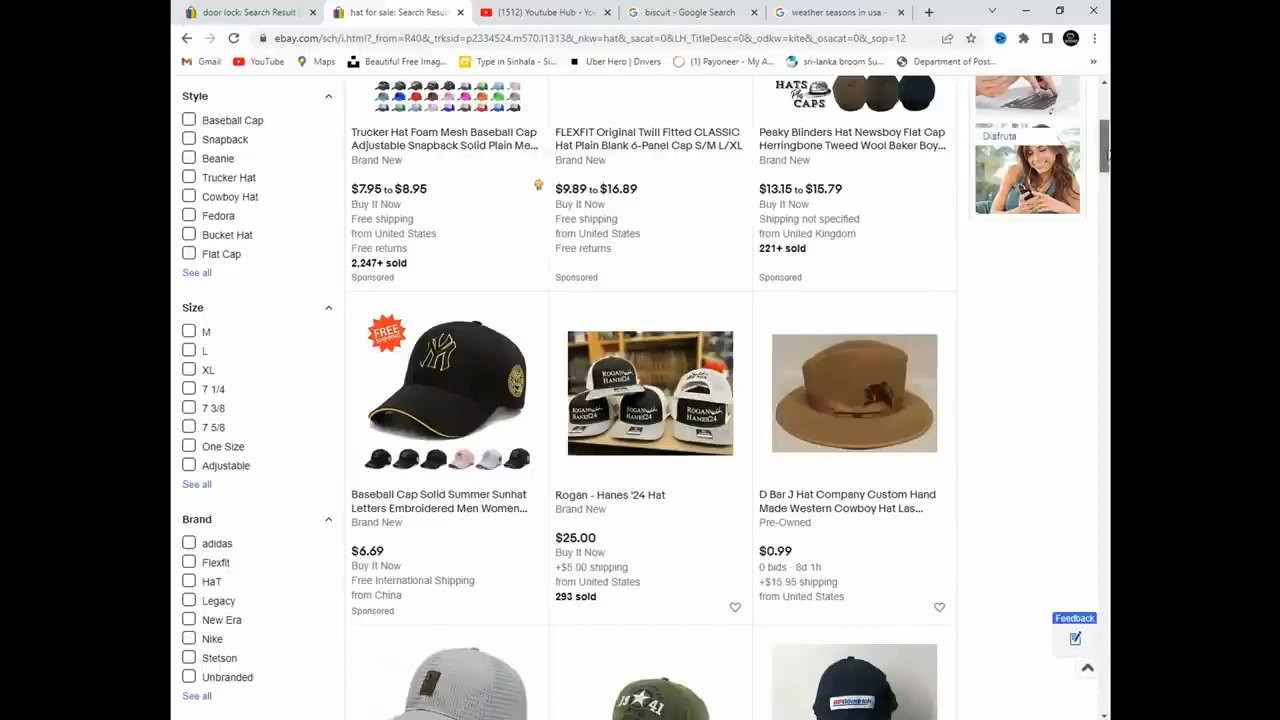 door lock: Search Result
hat for sale: Search Resul
(1512) Youtube Hub - Yo
biscuit - Google Search
weather seasons in usa -
ebay.com/sch/i.html?_from=R40&_trksid=p2334524.m570.l1313&_nkw=hat&_sacat=0&LH_TitleDesc=0&_odkw=kite&_osacat=0&_sop=12
Gmail
YouTube
Maps
Beautiful Free Imag...
Type in Sinhala - Si...
Uber Hero | Drivers
(1.) Payoneer - My A...
sri-lanka broom Su...
Department of Post...
Style
Baseball Cap
Snapback
Beanie
Trucker Hat
Cowboy Hat
Fedora
Bucket Hat
Flat Cap
See all
Size
M
L
XL
7 1/4
7 3/8
7 5/8
One Size
Adjustable
See all
Brand
adidas
Flexfit
HaT
Legacy
New Era
Nike
Stetson
Unbranded
See all
Trucker Hat Foam Mesh Baseball Cap
Adjustable Snapback Solid Plain Me...
Brand New
$7.95 to $8.95
Buy It Now
Free shipping
from United States
Free returns
2,247+ sold
Sponsored
FLEXFIT Original Twill Fitted CLASSIC
Hat Plain Blank 6-Panel Cap S/M L/XL
Brand New
$9.89 to $16.89
Buy It Now
Free shipping
from United States
Free returns
Sponsored
HATS
CAPS
Peaky Blinders Hat Newsboy Flat Cap
Herringbone Tweed Wool Baker Boy...
Brand New
$13.15 to $15.79
Buy It Now
Shipping not specified
from United Kingdom
221+ sold
Sponsored
FREE
NY
Baseball Cap Solid Summer Sunhat
Letters Embroidered Men Women...
Brand New
$6.69
Buy It Now
Free International Shipping
from China
Sponsored
ROGAN
HANES'24
ROGAN
HANES'24
ROGAN
HANES'24
ROGAN
HANES'24
Rogan - Hanes '24 Hat
Brand New
$25.00
Buy It Now
+$5.00 shipping
from United States
293 sold
D Bar J Hat Company Custom Hand
Made Western Cowboy Hat Las...
Pre-Owned
$0.99
0 bids · 8d 1h
+$15.95 shipping
from United States
1941
BFGoodrich
Disfruta
Feedback